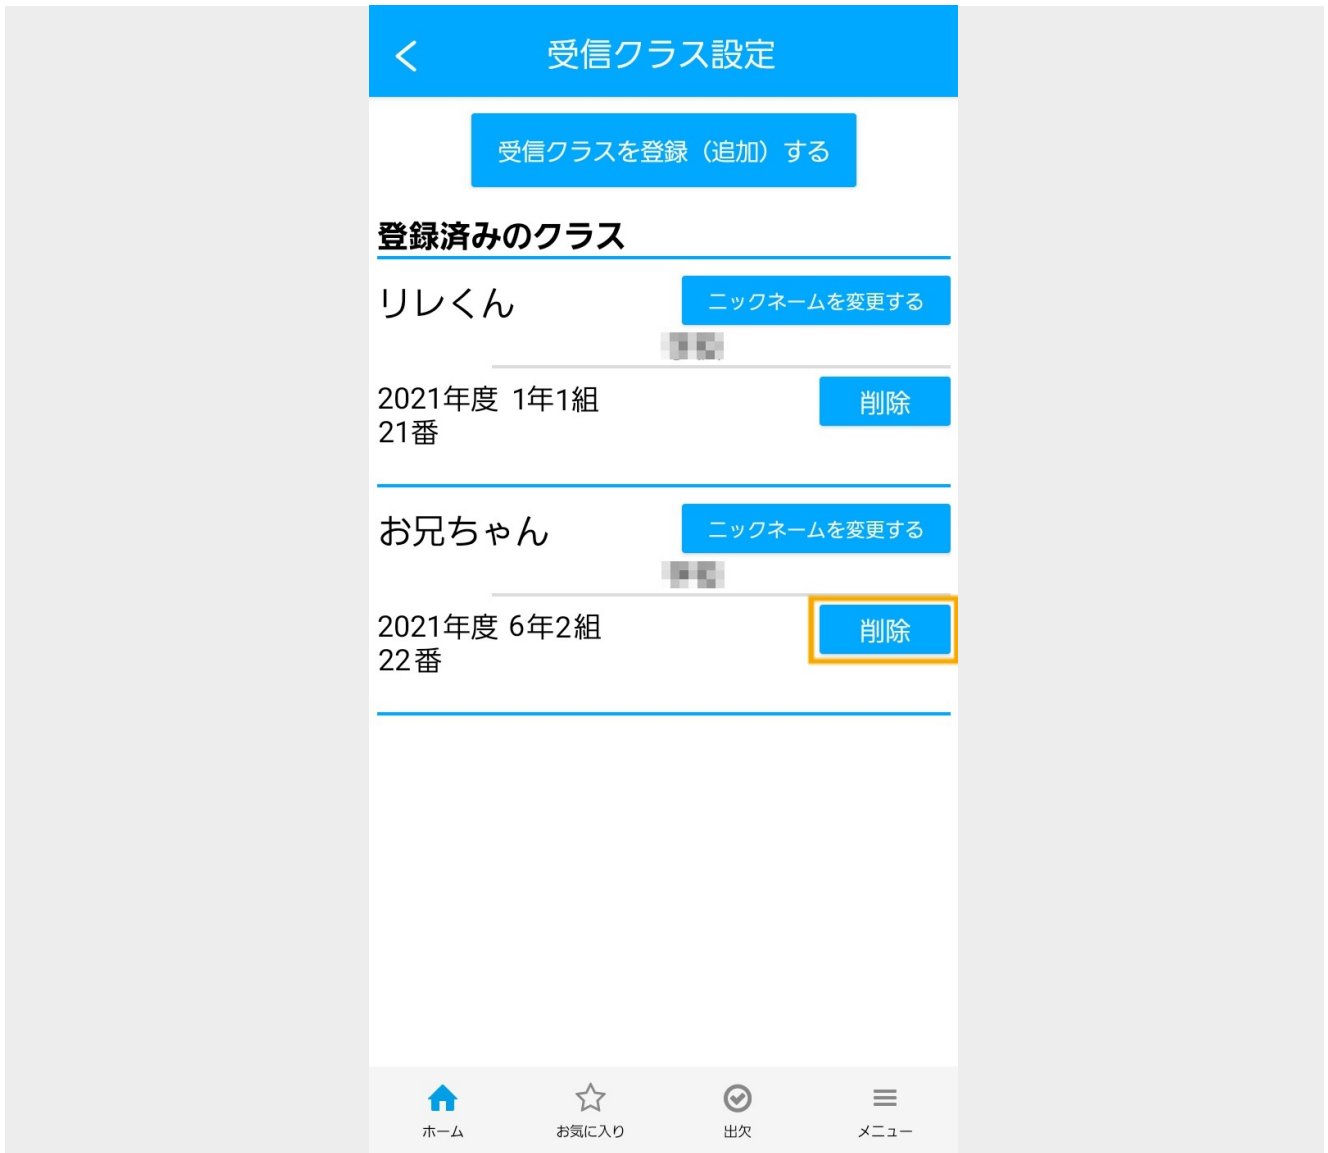 受信クラス設定
受信クラスを登録（追加）する
登録済みのクラス
リレくん
ニックネームを変更する
2021年度 1年1組
21番
削除
お兄ちゃん
ニックネームを変更する
2021年度 6年2組
22番
削除
ホーム
お気に入り
出欠
メニュー